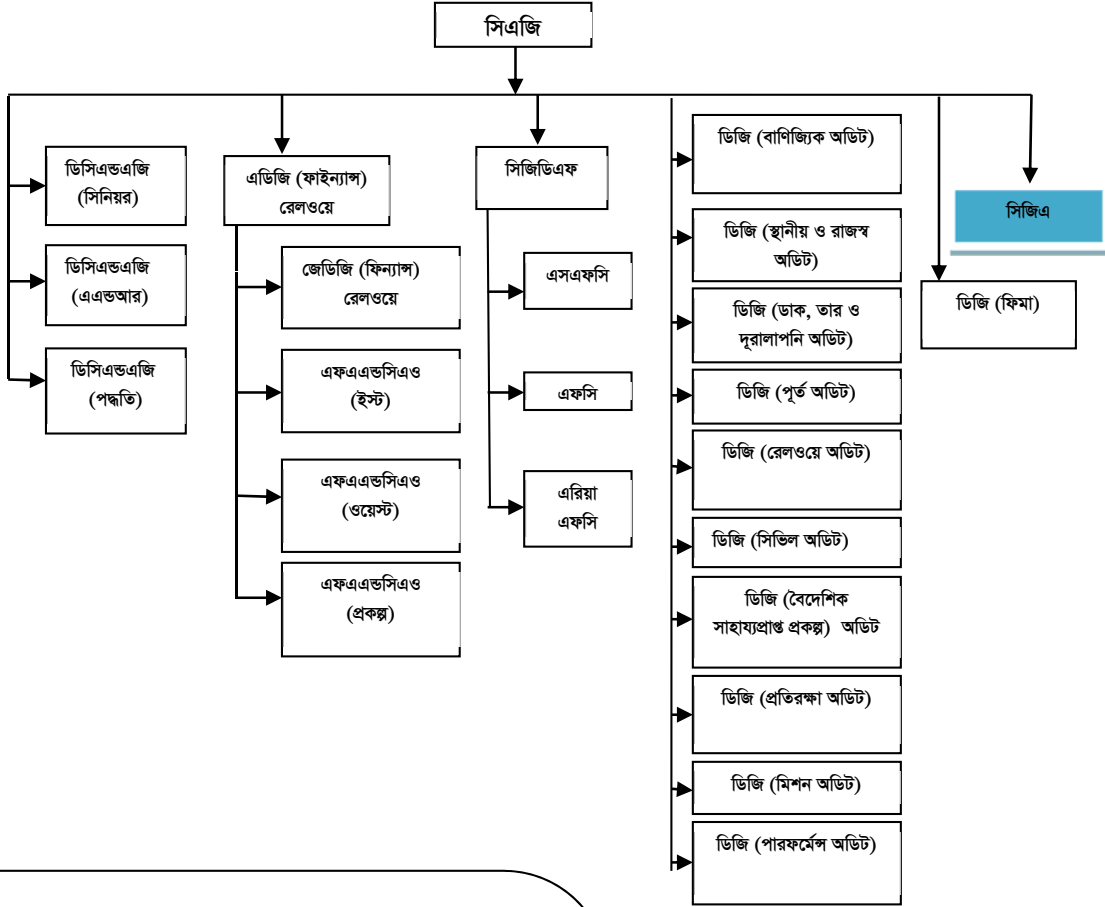 সিএজি
ডিসিএন্ডএজি
(সিনিয়র)
ডিসিএন্ডএজি
(এএন্ডআর)
ডিসিএন্ডএজি
(পদ্ধতি)
এডিজি (ফাইন্যান্স)
রেলওয়ে
জেডিজি (ফিন্যান্স)
রেলওয়ে
এফএএন্ডসিএও
(ইস্ট)
এফএএন্ডসিএও
(ওয়েস্ট)
এফএএন্ডসিএও
(প্রকল্প)
সিজিডিএফ
এসএফসি
এফসি
এরিয়া
এফসি
ডিজি (বাণিজ্যিক অডিট)
ডিজি (স্থানীয় ও রাজস্ব
অডিট)
ডিজি (ডাক, তার ও
দূরালাপনি অডিট)
ডিজি (পূর্ত অডিট)
ডিজি (রেলওয়ে অডিট)
ডিজি (সিভিল অডিট)
ডিজি (বৈদেশিক
সাহায্যপ্রাপ্ত প্রকল্প) অডিট
ডিজি (প্রতিরক্ষা অডিট)
ডিজি (মিশন অডিট)
ডিজি (পারফর্মেন্স অডিট)
ডিজি (ফিমা)
সিজিএ